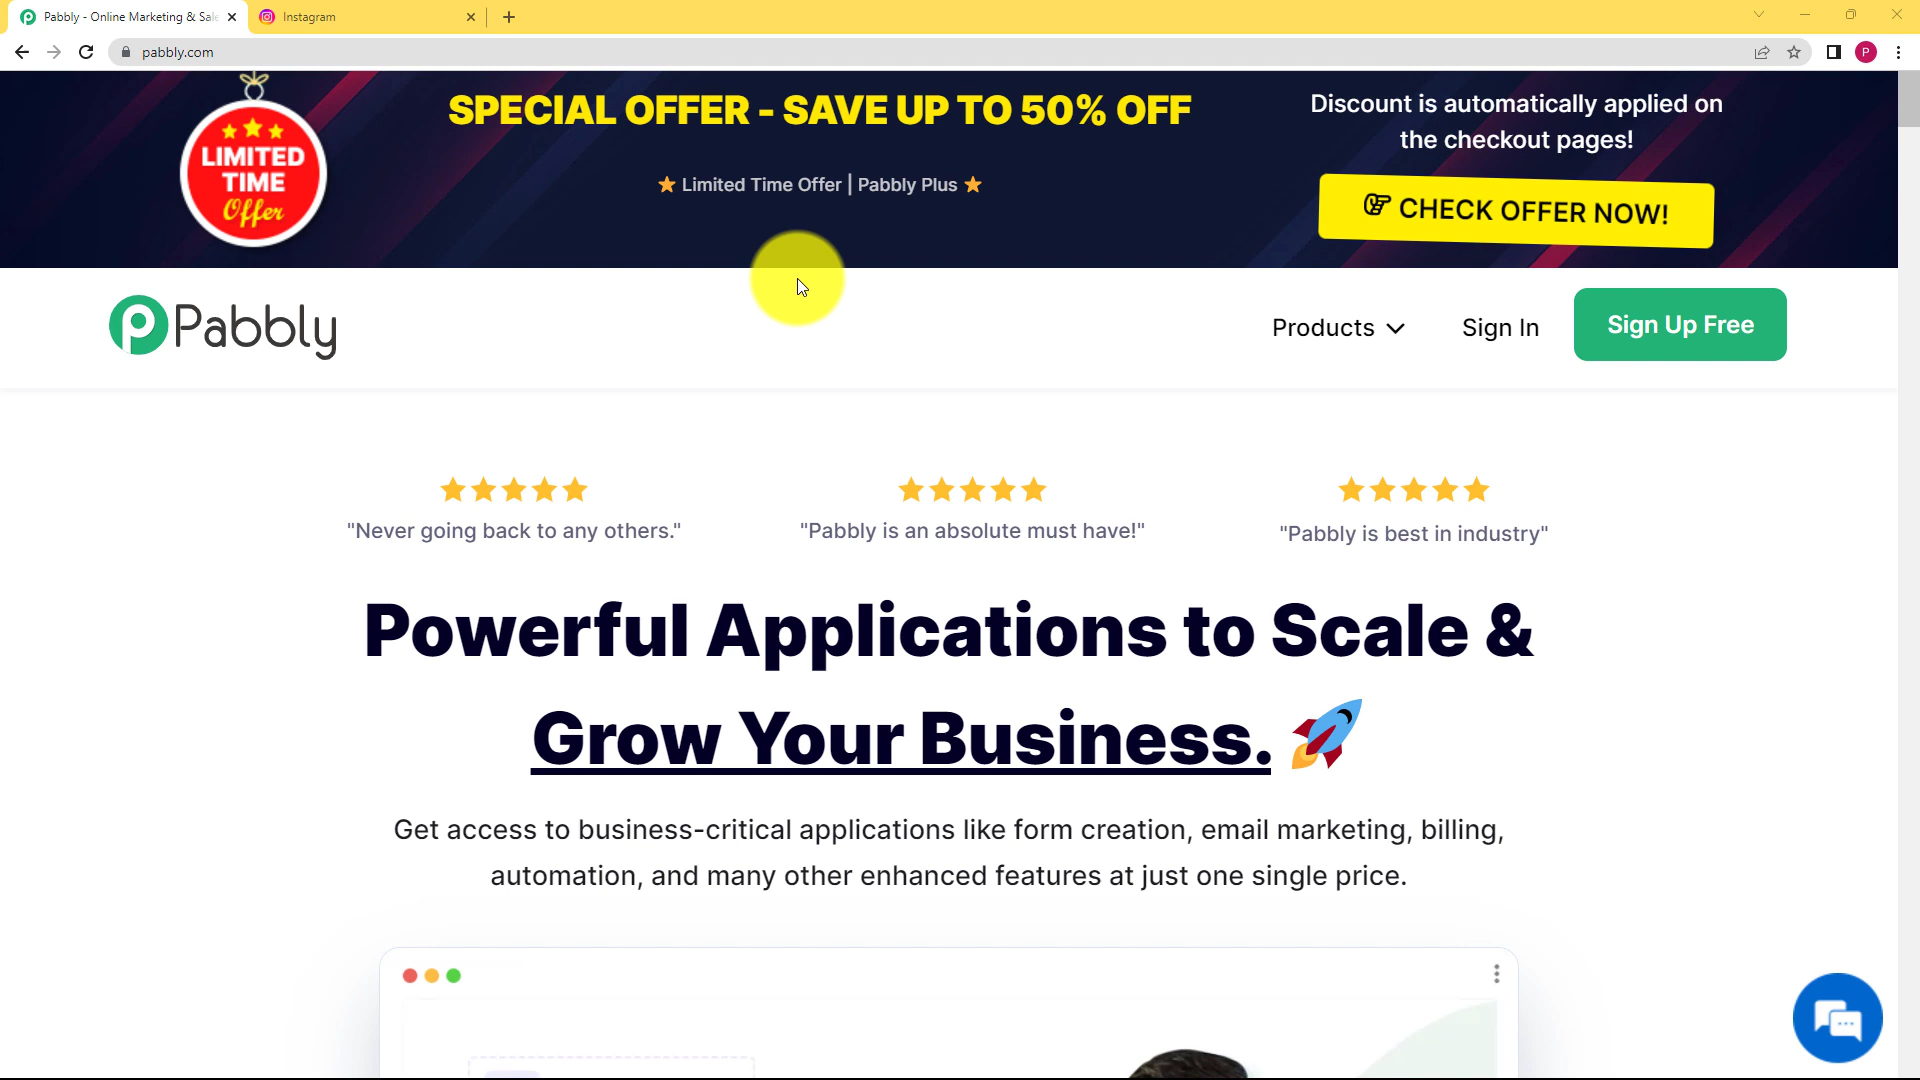 Pabbly - Online Marketing & Sale
Instagram
pabbly.com
P
LIMITED
TIME
Offer
SPECIAL OFFER - SAVE UP TO 50% OFF
Limited Time Offer | Pabbly Plus
Discount is automatically applied on
the checkout pages!
CHECK OFFER NOW!
Pabbly
Products
Sign In
Sign Up Free
"Never going back to any others."
"Pabbly is an absolute must have!"
"Pabbly is best in industry"
Powerful Applications to Scale &
Grow Your Business.
Get access to business-critical applications like form creation, email marketing, billing,
automation, and many other enhanced features at just one single price.